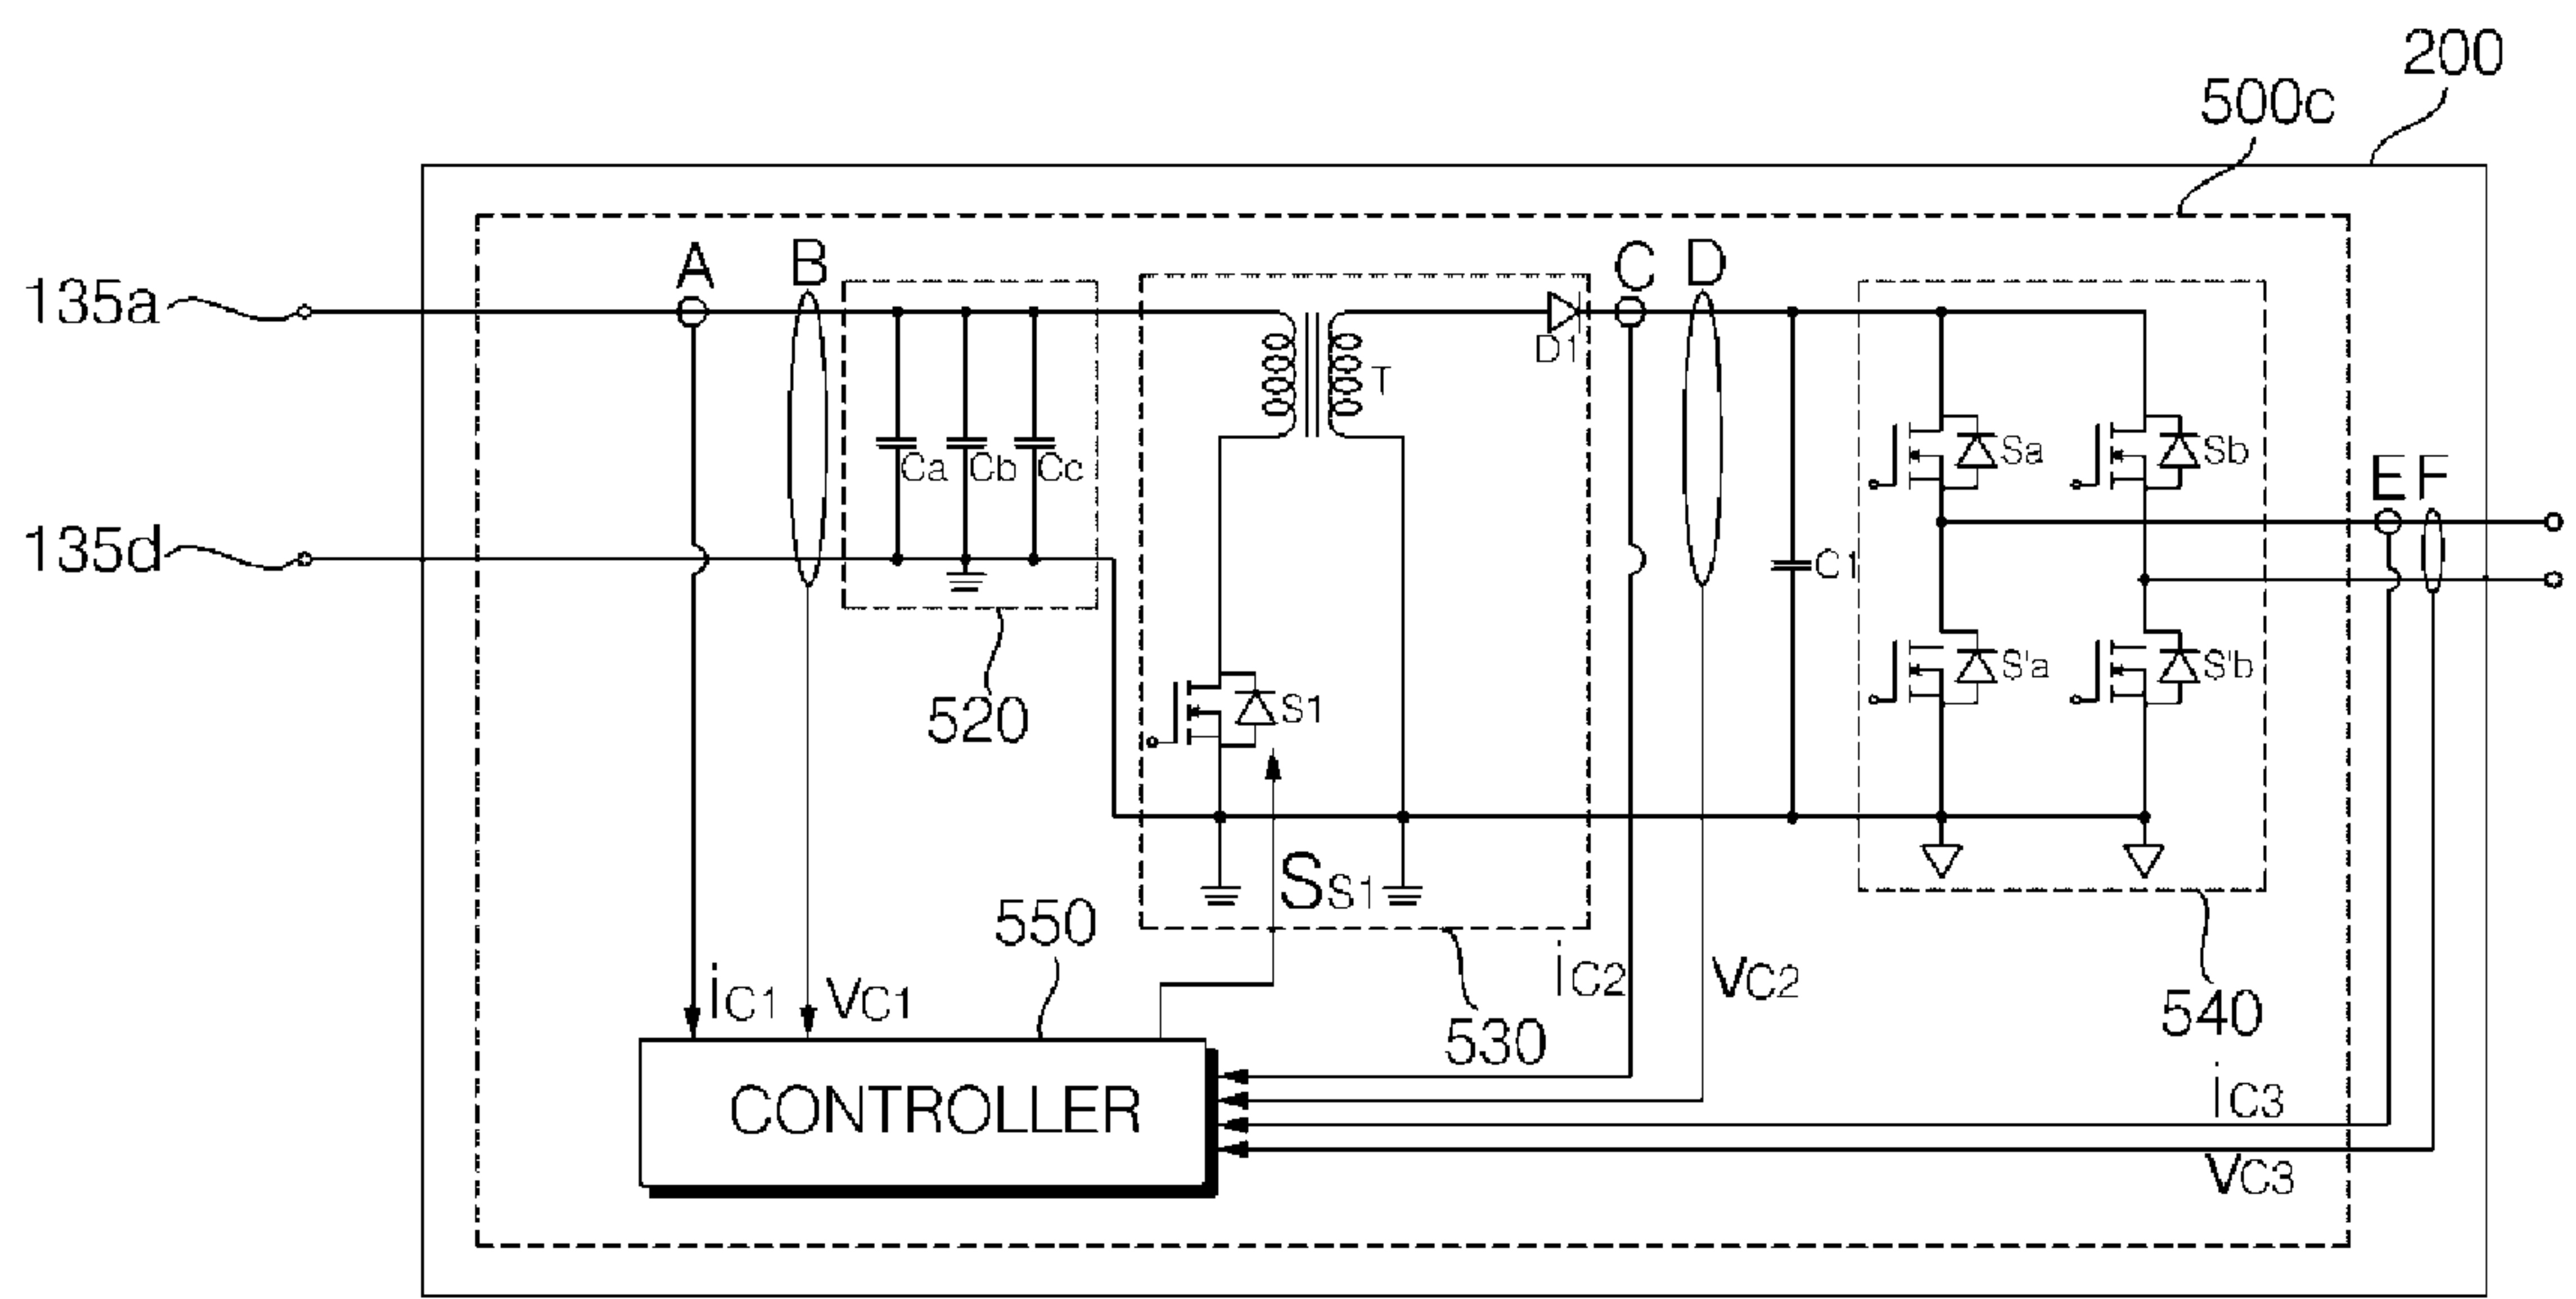 200
500c
A B C D
135a
D1
T
Sa Sb
Ca Cb Cc
E F
135d
C1
S'a S'b
S1
520
SS1
550
iC1 VC1
iC2 VC2
530
540
CONTROLLER
iC3
VC3